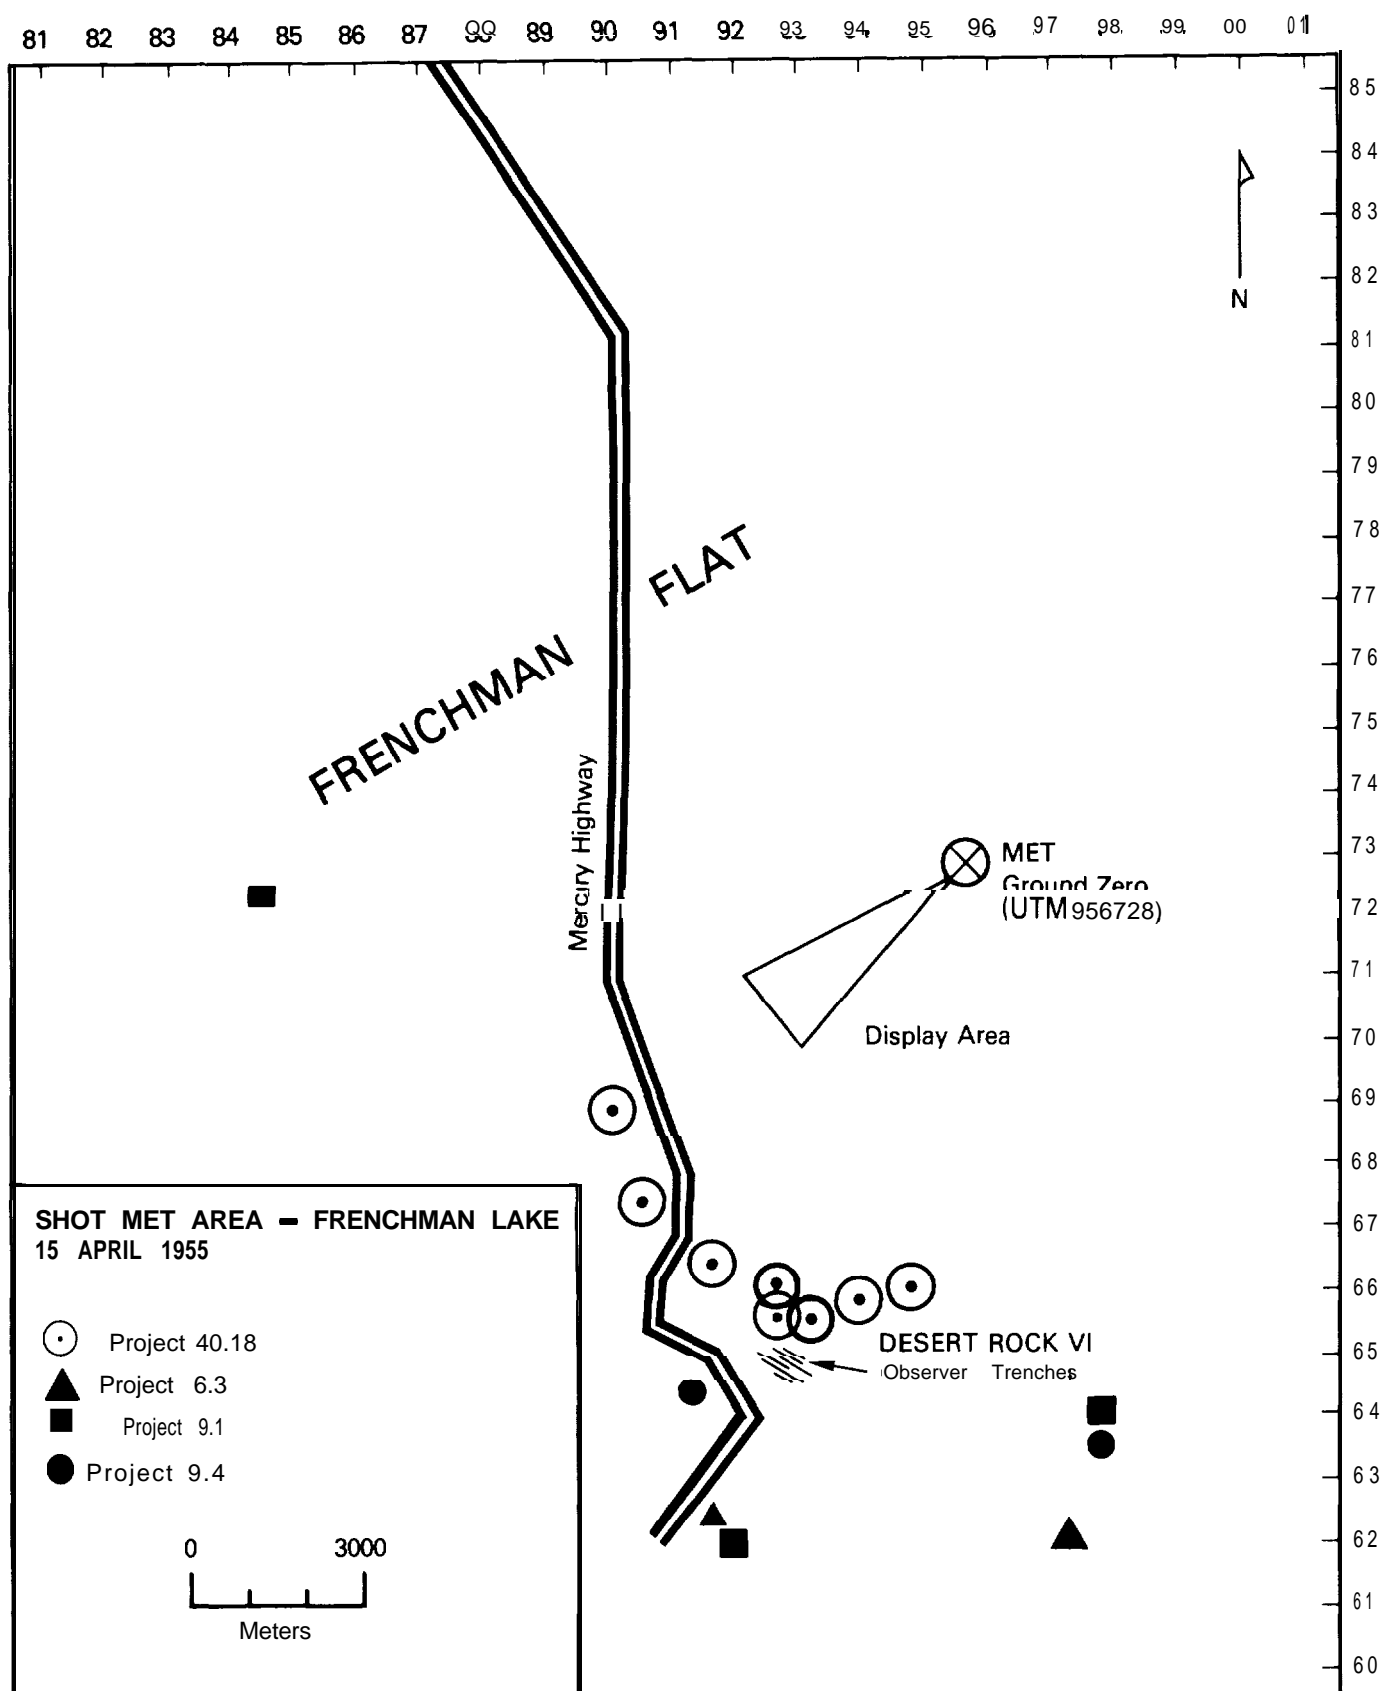 81 82 83 84 85 86 87 88 89 90 91 92 93 94 95 96 97 98 99 00 01
85
84
83
82
N
81
80
79
78
FLAT
77
76
FRENCHMAN
75
74
Mercury Highway
73
MET
Ground Zero
(UTM 956728)
72
71
70
Display Area
69
68
67
SHOT MET AREA – FRENCHMAN LAKE
15 APRIL 1955
66
65
DESERT ROCK VI
Observer Trenches
64
63
62
61
60
Project 40.18
Project 6.3
Project 9.1
Project 9.4
0 3000
Meters